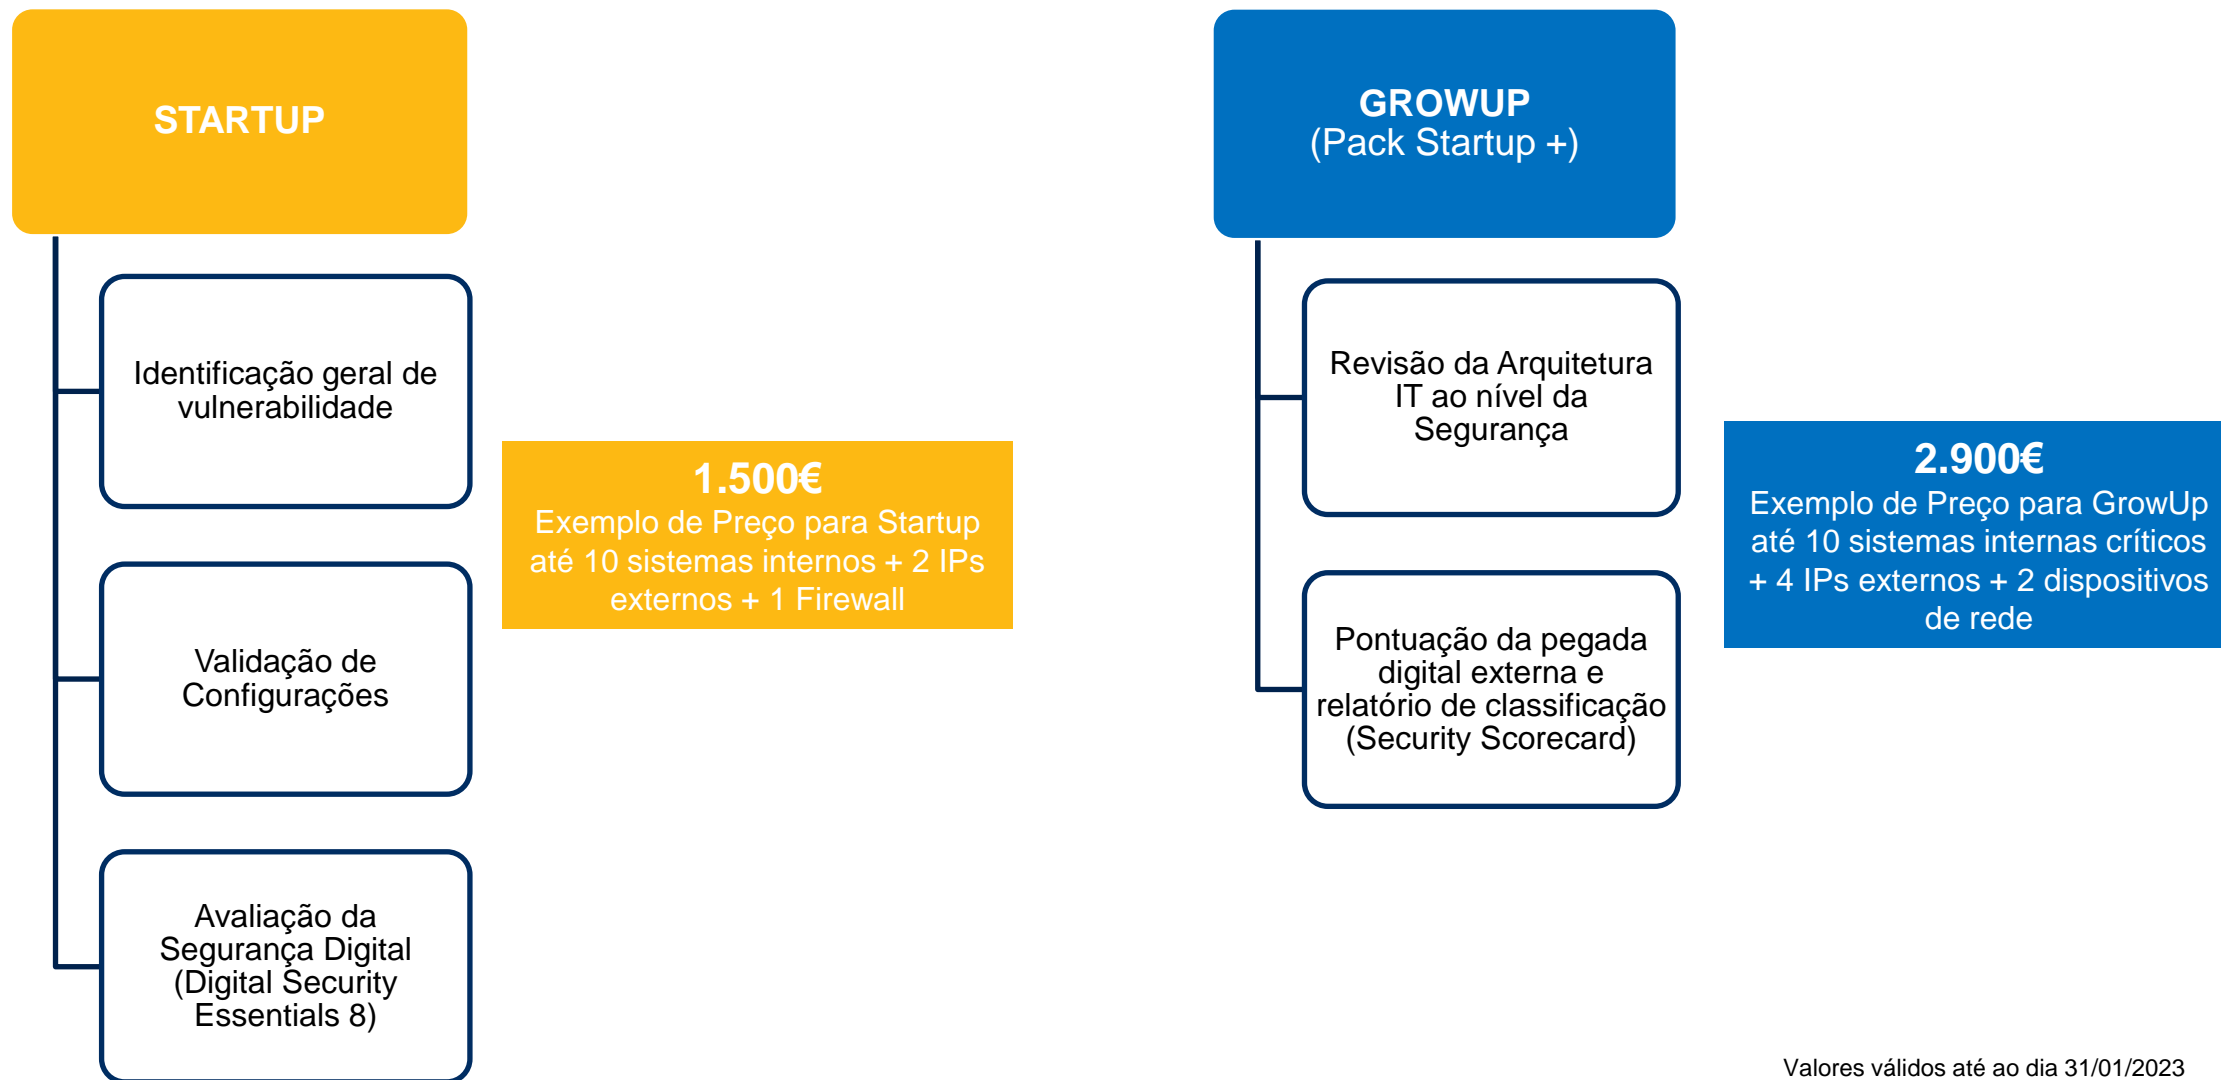 STARTUP
Identificação geral de
vulnerabilidade
Validação de
Configurações
Avaliação da
Segurança Digital
(Digital Security
Essentials 8)
1.500€
Exemplo de Preço para Startup
até 10 sistemas internos + 2 IPs
externos + 1 Firewall
GROWUP
(Pack Startup +)
Revisão da Arquitetura
IT ao nível da
Segurança
Pontuação da pegada
digital externa e
relatório de classificação
(Security Scorecard)
2.900€
Exemplo de Preço para GrowUp
até 10 sistemas internas críticos
+ 4 IPs externos + 2 dispositivos
de rede
Valores válidos até ao dia 31/01/2023